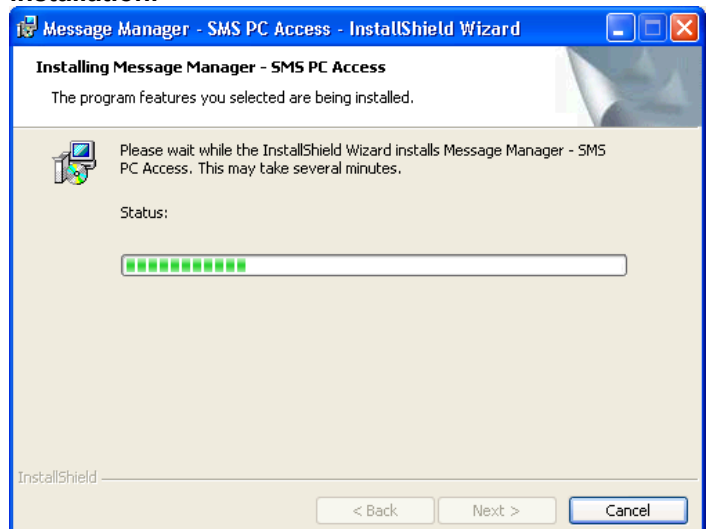 Installation.
Message Manager - SMS PC Access - InstallShield Wizard
Installing Message Manager - SMS PC Access
The program features you selected are being installed.
Please wait while the InstallShield Wizard installs Message Manager - SMS
PC Access. This may take several minutes.
Status:
InstallShield
< Back Next > Cancel